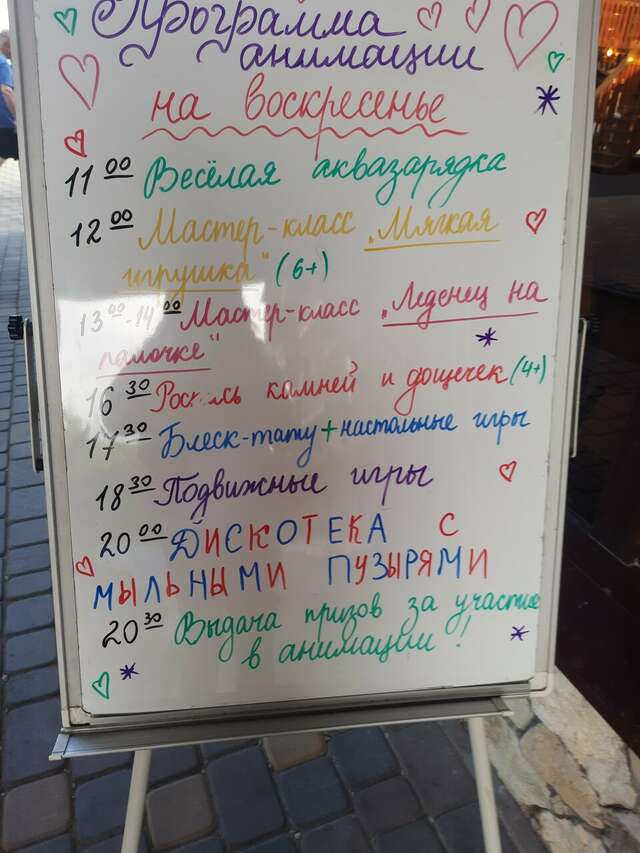 Программа
анимации
на воскресенье
11 00 Весёлая аквазарядка
12 00 Мастер-класс „Мягкая
игрушка" (6+)
13 00-14 00 Мастер-класс „Леденец на
палочке"
16 30 Роспись камней и дощечек (4+)
17 30 Блеск-тату + настольные игры
18 30 Подвижные игры
20 00 ДИСКОТЕКА С
МЫЛЬНЫМИ ПУЗЫРЯМИ
20 30 Выдача призов за участие
в анимации!